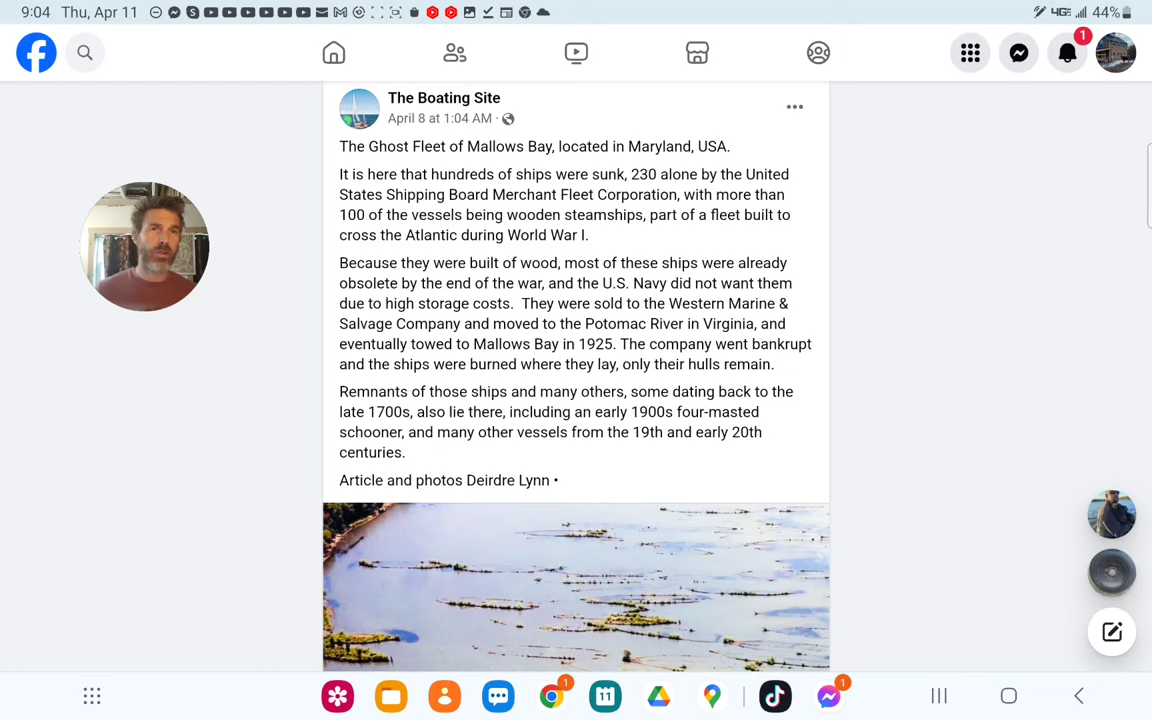 9:04 Thu, Apr 11
4G 44%
1
The Boating Site
April 8 at 1:04 AM ·
The Ghost Fleet of Mallows Bay, located in Maryland, USA.
It is here that hundreds of ships were sunk, 230 alone by the United
States Shipping Board Merchant Fleet Corporation, with more than
100 of the vessels being wooden steamships, part of a fleet built to
cross the Atlantic during World War I.
Because they were built of wood, most of these ships were already
obsolete by the end of the war, and the U.S. Navy did not want them
due to high storage costs.  They were sold to the Western Marine &
Salvage Company and moved to the Potomac River in Virginia, and
eventually towed to Mallows Bay in 1925. The company went bankrupt
and the ships were burned where they lay, only their hulls remain.
Remnants of those ships and many others, some dating back to the
late 1700s, also lie there, including an early 1900s four-masted
schooner, and many other vessels from the 19th and early 20th
centuries.
Article and photos Deirdre Lynn •
1
11
1